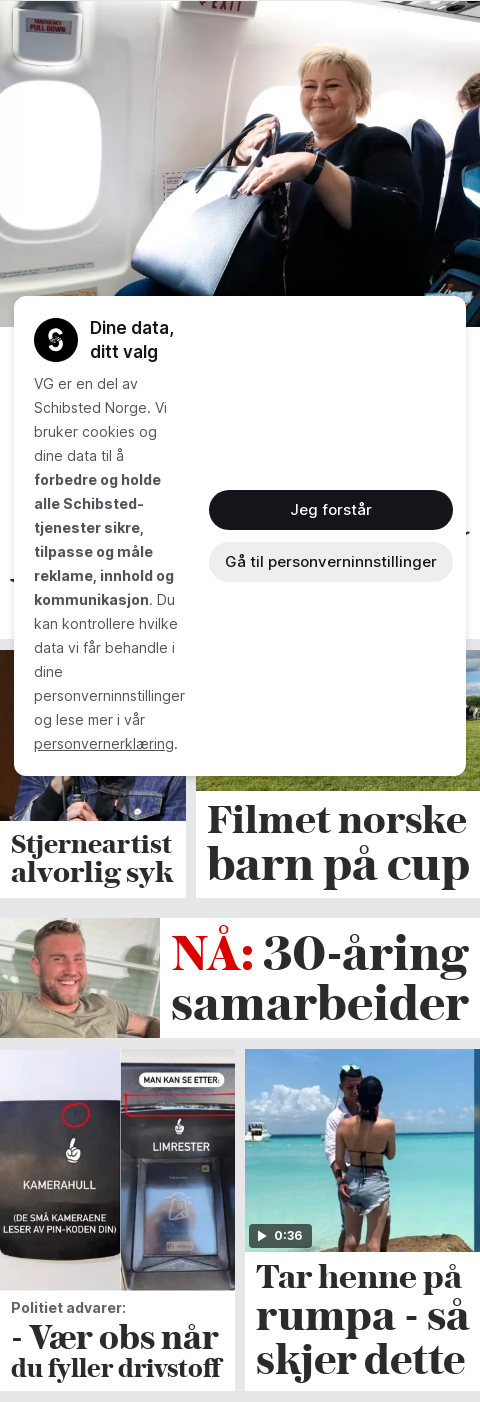 EMERGENCY
PULL DOWN
EXIT
Dine data,
ditt valg
VG er en del av
Schibsted Norge. Vi
bruker cookies og
dine data til å
forbedre og holde
alle Schibsted-
tjenester sikre,
tilpasse og måle
reklame, innhold og
kommunikasjon. Du
kan kontrollere hvilke
data vi får behandle i
dine
personverninnstillinger
og lese mer i vår
personvernerklæring.
Jeg forstår
Gå til personverninnstillinger
Stjerneartist
alvorlig syk
Filmet norske
barn på cup
NÅ: 30-åring
samarbeider
MAN KAN SE ETTER:
KAMERAHULL
(DE SMÅ KAMERAENE
LESER AV PIN-KODEN DIN)
LIMRESTER
Politiet advarer:
- Vær obs når
du fyller drivstoff
0:36
Tar henne på
rumpa - så
skjer dette